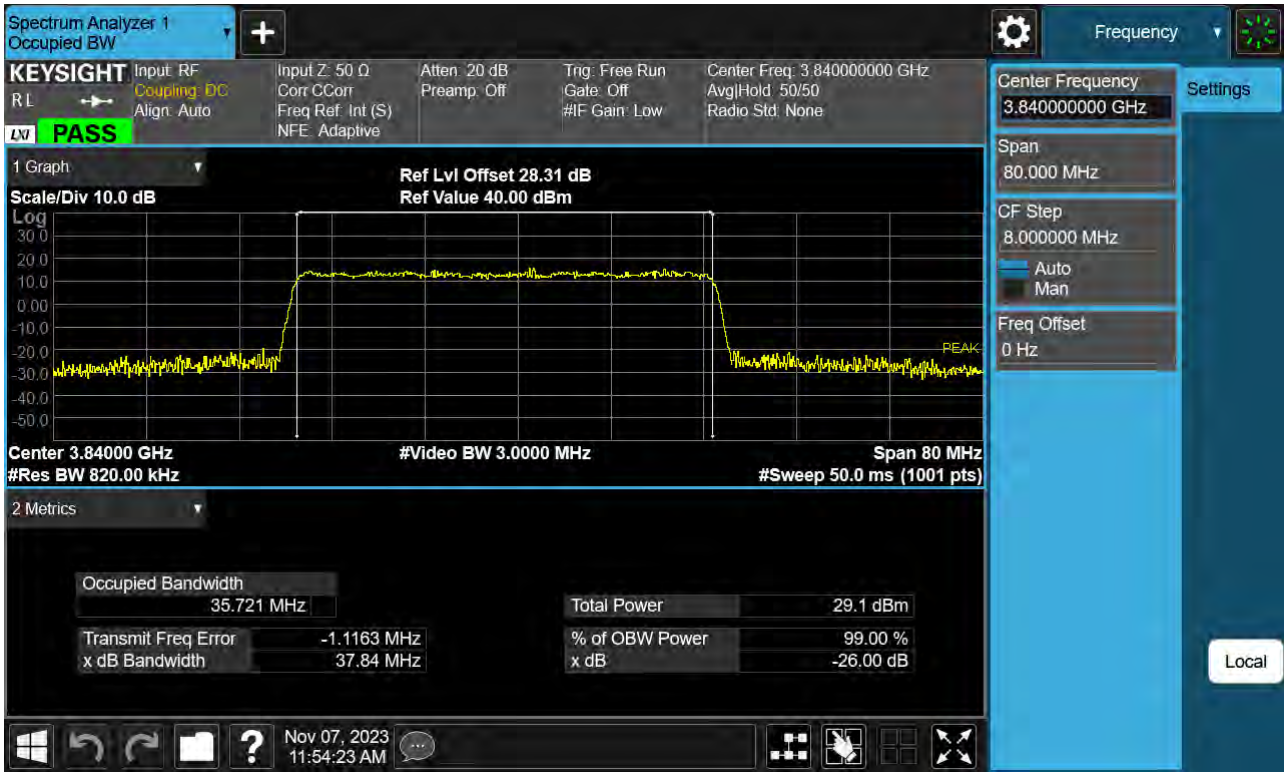 Spectrum Analyzer 1
Occupied BW
+
Frequency
KEYSIGHT
RL
LXI
PASS
Input: RF
Coupling: DC
Align: Auto
Input Z: 50 Ω
Corr CCorr
Freq Ref: Int (S)
NFE: Adaptive
Atten: 20 dB
Preamp: Off
Trig: Free Run
Gate: Off
#IF Gain: Low
Center Freq: 3.840000000 GHz
Avg|Hold: 50/50
Radio Std: None
1 Graph
Scale/Div 10.0 dB
Ref Lvl Offset 28.31 dB
Ref Value 40.00 dBm
Log
30.0
20.0
10.0
0.00
-10.0
-20.0
-30.0
-40.0
-50.0
PEAK
Center 3.84000 GHz
#Video BW 3.0000 MHz
Span 80 MHz
#Res BW 820.00 kHz
#Sweep 50.0 ms (1001 pts)
2 Metrics
Occupied Bandwidth
35.721 MHz
Transmit Freq Error -1.1163 MHz
x dB Bandwidth 37.84 MHz
Total Power 29.1 dBm
% of OBW Power 99.00 %
x dB -26.00 dB
Center Frequency
3.840000000 GHz
Span
80.000 MHz
CF Step
8.000000 MHz
Auto
Man
Freq Offset
0 Hz
Settings
Local
?
Nov 07, 2023
11:54:23 AM